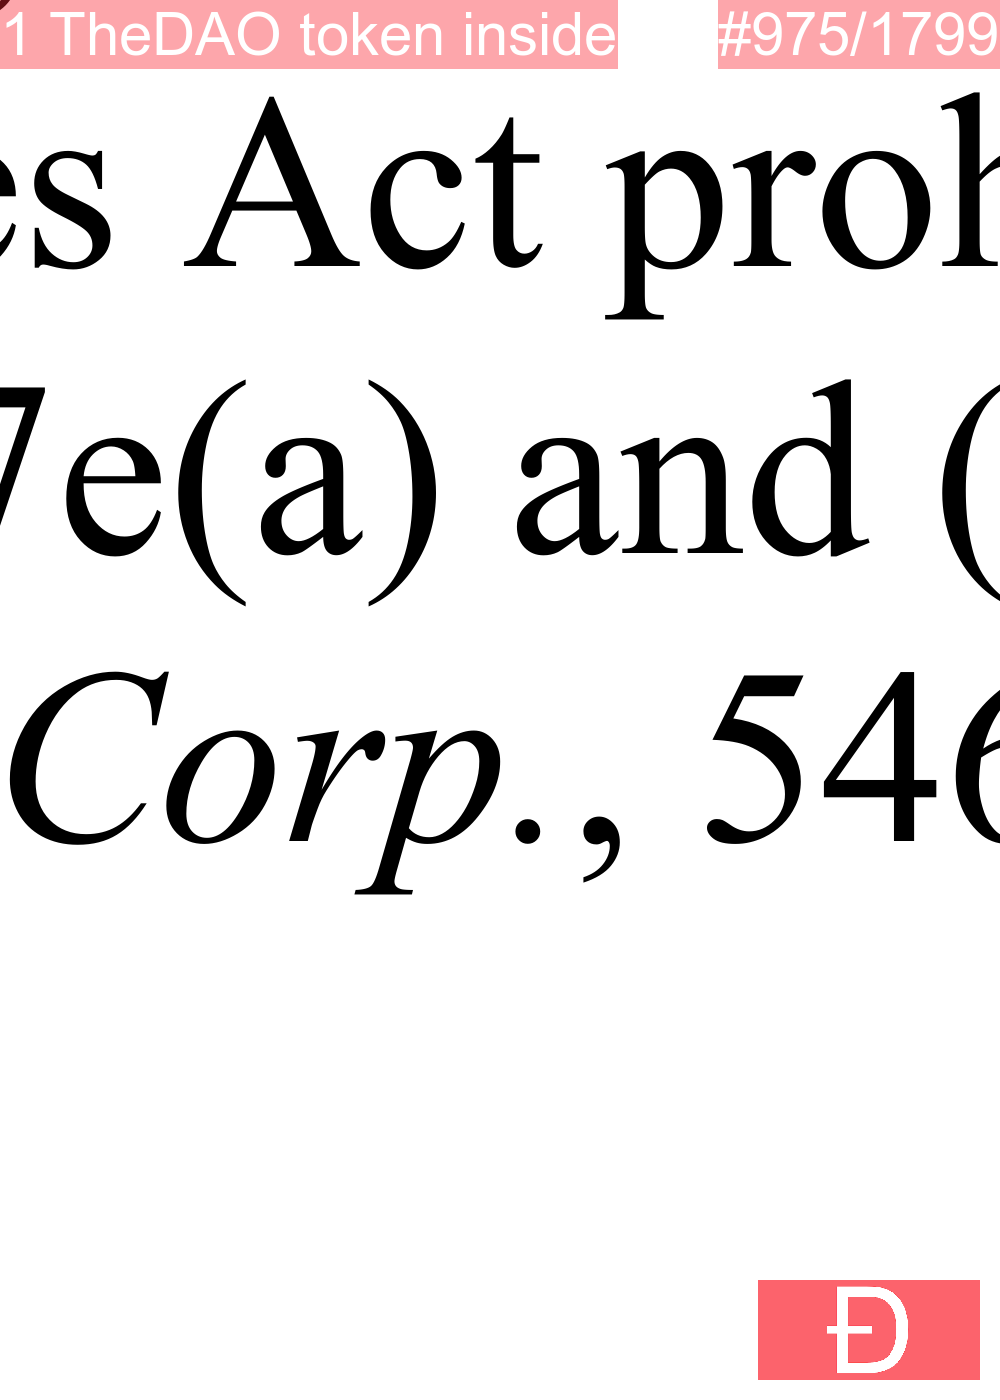 1 TheDAO token inside #975/1799
es Act proh
7e(a) and (
Corp., 546
Ð